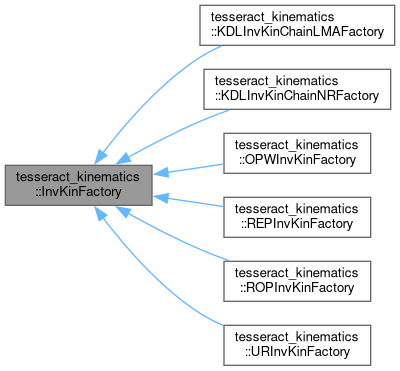 tesseract_kinematics
::KDLInvKinChainLMAFactory
tesseract_kinematics
::KDLInvKinChainNRFactory
tesseract_kinematics
::OPWInvKinFactory
tesseract_kinematics
::InvKinFactory
tesseract_kinematics
::REPInvKinFactory
tesseract_kinematics
::ROPInvKinFactory
tesseract_kinematics
::URInvKinFactory